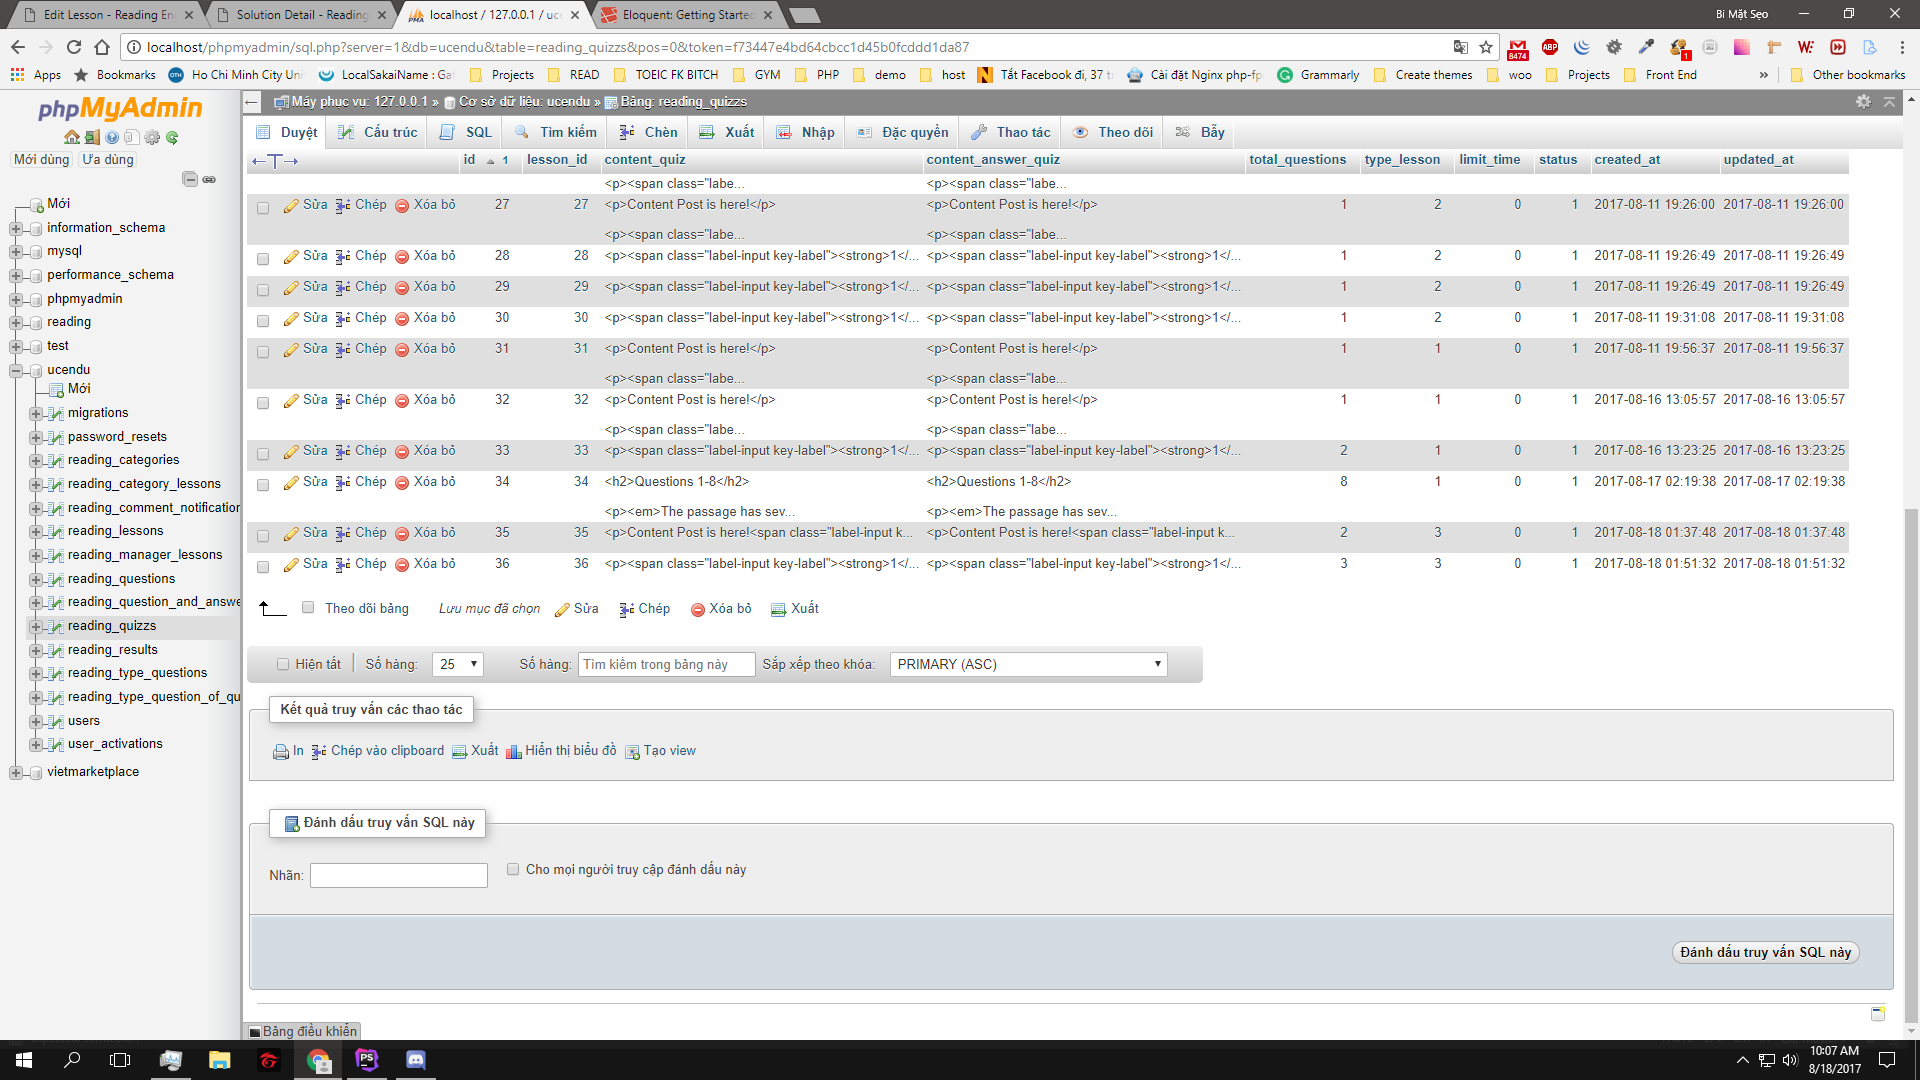 Edit Lesson - Reading En
Solution Detail - Reading
localhost / 127.0.0.1 / uce
Eloquent: Getting Started
Bí Mật Sẹo
localhost/phpmyadmin/sql.php?server=1&db=ucendu&table=reading_quizzs&pos=0&token=f73447e4bd64cbcc1d45b0fcddd1da87
8474
ABP
1
Apps
Bookmarks
Ho Chi Minh City Uni
LocalSakaiName : Gat
Projects
READ
TOEIC FK BITCH
GYM
PHP
demo
host
Tắt Facebook đi, 37 tr
Cài đặt Nginx php-fp
Grammarly
Create themes
woo
Projects
Front End
»
Other bookmarks
phpMyAdmin
Mới dùng Ưa dùng
Mới
information_schema
mysql
performance_schema
phpmyadmin
reading
test
ucendu
Mới
migrations
password_resets
reading_categories
reading_category_lessons
reading_comment_notification
reading_lessons
reading_manager_lessons
reading_questions
reading_question_and_answe
reading_quizzs
reading_results
reading_type_questions
reading_type_question_of_qu
users
user_activations
vietmarketplace
Máy phục vụ: 127.0.0.1 » Cơ sở dữ liệu: ucendu » Bảng: reading_quizzs
Duyệt Cấu trúc SQL Tìm kiếm Chèn Xuất Nhập Đặc quyền Thao tác Theo dõi Bẫy
id 1 lesson_id content_quiz content_answer_quiz total_questions type_lesson limit_time status created_at updated_at
<p><span class="labe... <p><span class="labe...
Sửa Chép Xóa bỏ 27 27 <p>Content Post is here!</p> <p>Content Post is here!</p> 1 2 0 1 2017-08-11 19:26:00 2017-08-11 19:26:00
<p><span class="labe... <p><span class="labe...
Sửa Chép Xóa bỏ 28 28 <p><span class="label-input key-label"><strong>1</... <p><span class="label-input key-label"><strong>1</... 1 2 0 1 2017-08-11 19:26:49 2017-08-11 19:26:49
Sửa Chép Xóa bỏ 29 29 <p><span class="label-input key-label"><strong>1</... <p><span class="label-input key-label"><strong>1</... 1 2 0 1 2017-08-11 19:26:49 2017-08-11 19:26:49
Sửa Chép Xóa bỏ 30 30 <p><span class="label-input key-label"><strong>1</... <p><span class="label-input key-label"><strong>1</... 1 2 0 1 2017-08-11 19:31:08 2017-08-11 19:31:08
Sửa Chép Xóa bỏ 31 31 <p>Content Post is here!</p> <p>Content Post is here!</p> 1 1 0 1 2017-08-11 19:56:37 2017-08-11 19:56:37
<p><span class="labe... <p><span class="labe...
Sửa Chép Xóa bỏ 32 32 <p>Content Post is here!</p> <p>Content Post is here!</p> 1 1 0 1 2017-08-16 13:05:57 2017-08-16 13:05:57
<p><span class="labe... <p><span class="labe...
Sửa Chép Xóa bỏ 33 33 <p><span class="label-input key-label"><strong>1</... <p><span class="label-input key-label"><strong>1</... 2 1 0 1 2017-08-16 13:23:25 2017-08-16 13:23:25
Sửa Chép Xóa bỏ 34 34 <h2>Questions 1-8</h2> <h2>Questions 1-8</h2> 8 1 0 1 2017-08-17 02:19:38 2017-08-17 02:19:38
<p><em>The passage has sev... <p><em>The passage has sev...
Sửa Chép Xóa bỏ 35 35 <p>Content Post is here!<span class="label-input k... <p>Content Post is here!<span class="label-input k... 2 3 0 1 2017-08-18 01:37:48 2017-08-18 01:37:48
Sửa Chép Xóa bỏ 36 36 <p><span class="label-input key-label"><strong>1</... <p><span class="label-input key-label"><strong>1</... 3 3 0 1 2017-08-18 01:51:32 2017-08-18 01:51:32
Theo dõi bảng Lưu mục đã chọn Sửa Chép Xóa bỏ Xuất
Hiện tất Số hàng: 25 Số hàng: Tìm kiếm trong bảng này Sắp xếp theo khóa: PRIMARY (ASC)
Kết quả truy vấn các thao tác
In Chép vào clipboard Xuất Hiển thị biểu đồ Tạo view
Đánh dấu truy vấn SQL này
Nhãn: Cho mọi người truy cập đánh dấu này
Đánh dấu truy vấn SQL này
Bảng điều khiển
PS
10:07 AM
8/18/2017